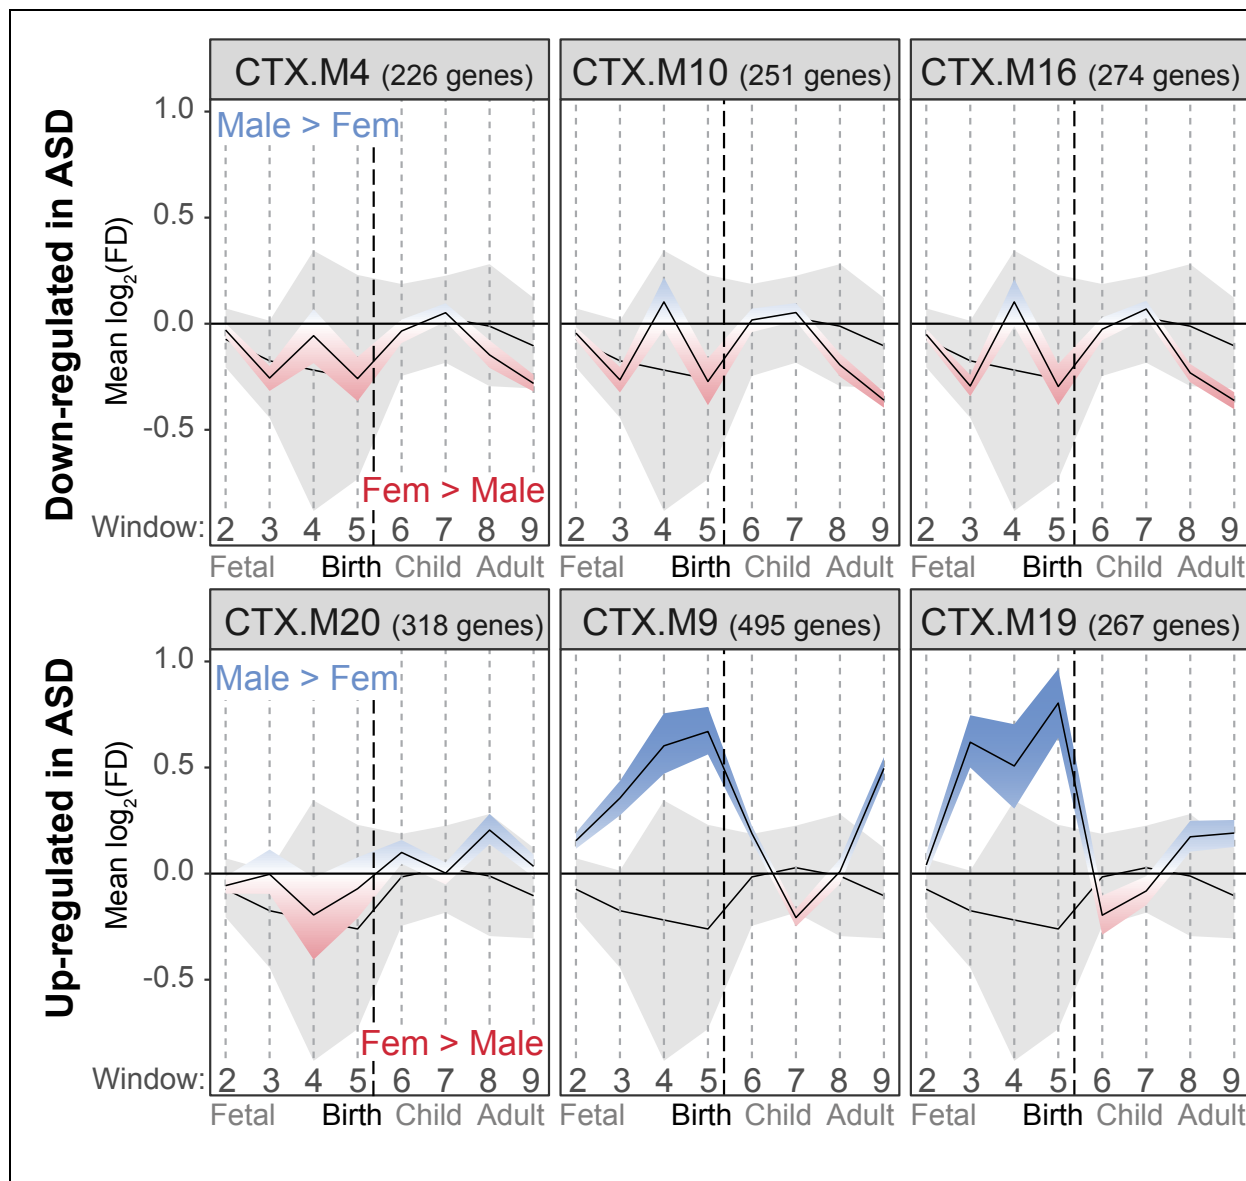 Down-regulated in ASD
CTX.M4 (226 genes)
CTX.M10 (251 genes)
CTX.M16 (274 genes)
Mean log2(FD)
1.0
0.5
0.0
-0.5
Male > Fem
Fem > Male
Window:
2 3 4 5 6 7 8 9
2 3 4 5 6 7 8 9
2 3 4 5 6 7 8 9
Fetal Birth Child Adult
Fetal Birth Child Adult
Fetal Birth Child Adult
Up-regulated in ASD
CTX.M20 (318 genes)
CTX.M9 (495 genes)
CTX.M19 (267 genes)
Mean log2(FD)
1.0
0.5
0.0
-0.5
Male > Fem
Fem > Male
Window:
2 3 4 5 6 7 8 9
2 3 4 5 6 7 8 9
2 3 4 5 6 7 8 9
Fetal Birth Child Adult
Fetal Birth Child Adult
Fetal Birth Child Adult